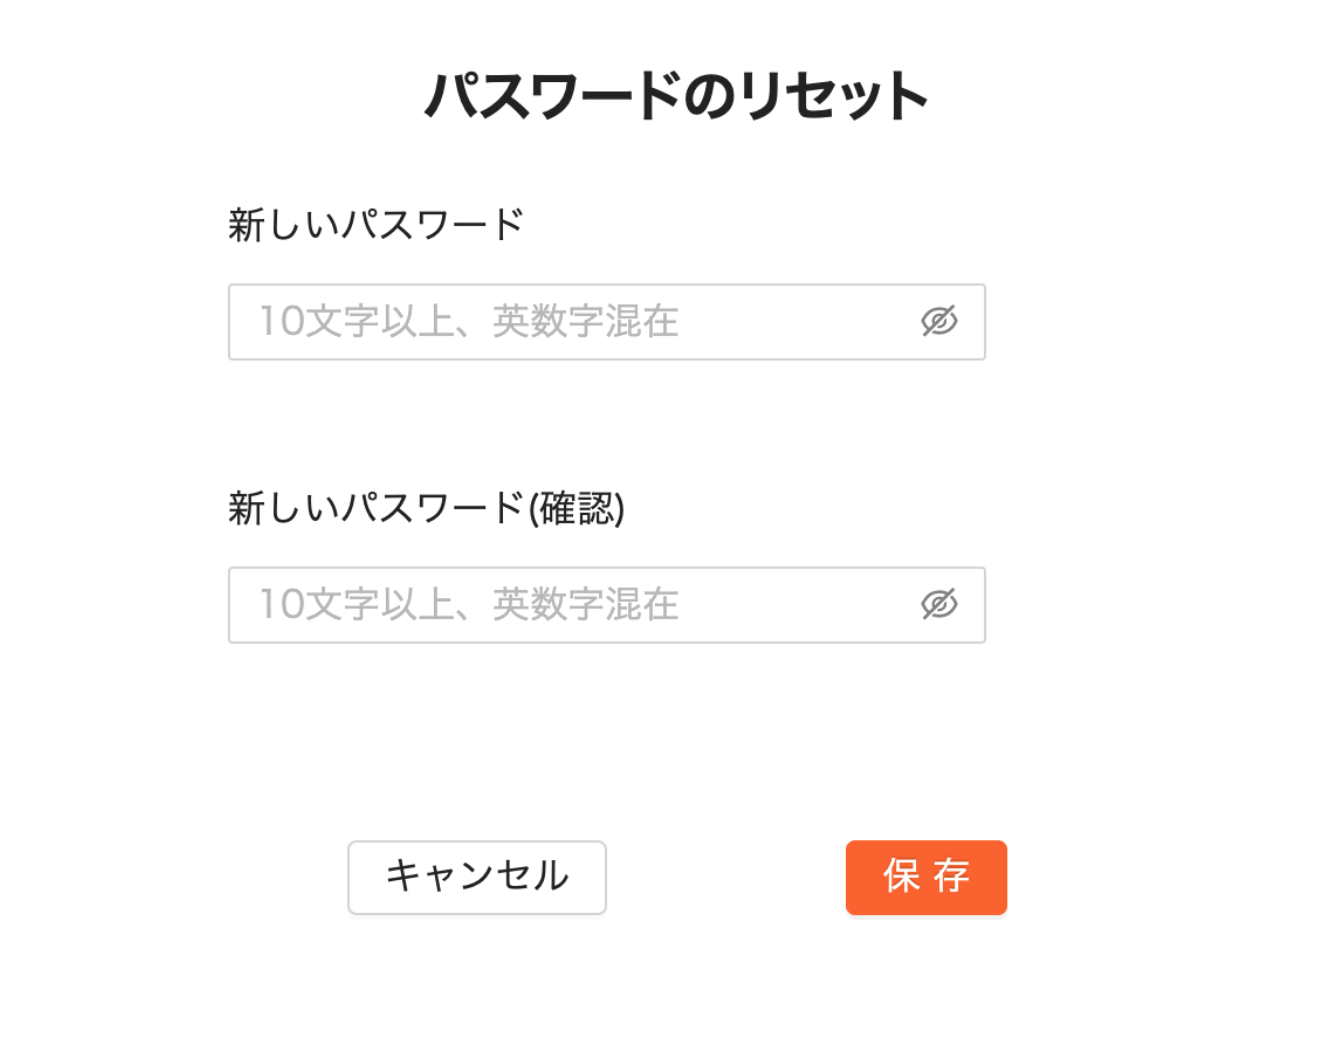 パスワードのリセット
新しいパスワード
10文字以上、英数字混在
新しいパスワード(確認)
10文字以上、英数字混在
キャンセル
保 存